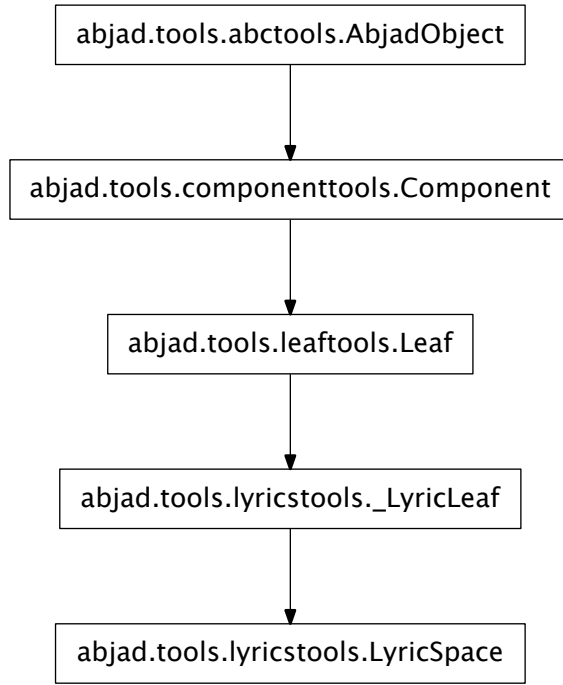 abjad.tools.abctools.AbjadObject
abjad.tools.componenttools.Component
abjad.tools.leaftools.Leaf
abjad.tools.lyricstools._LyricLeaf
abjad.tools.lyricstools.LyricSpace